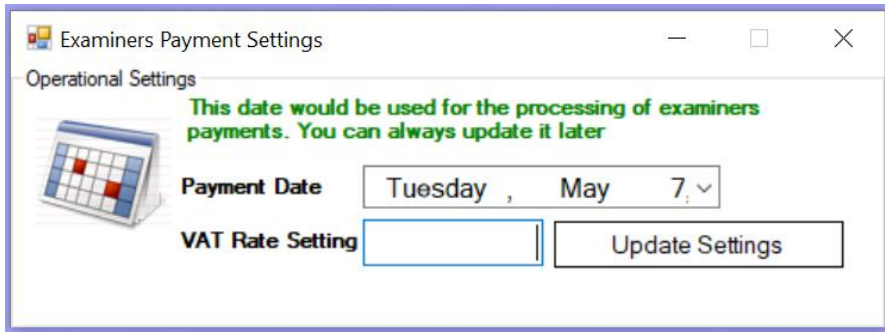 Examiners Payment Settings
Operational Settings
This date would be used for the processing of examiners
payments. You can always update it later
Payment Date Tuesday , May 7,
VAT Rate Setting Update Settings